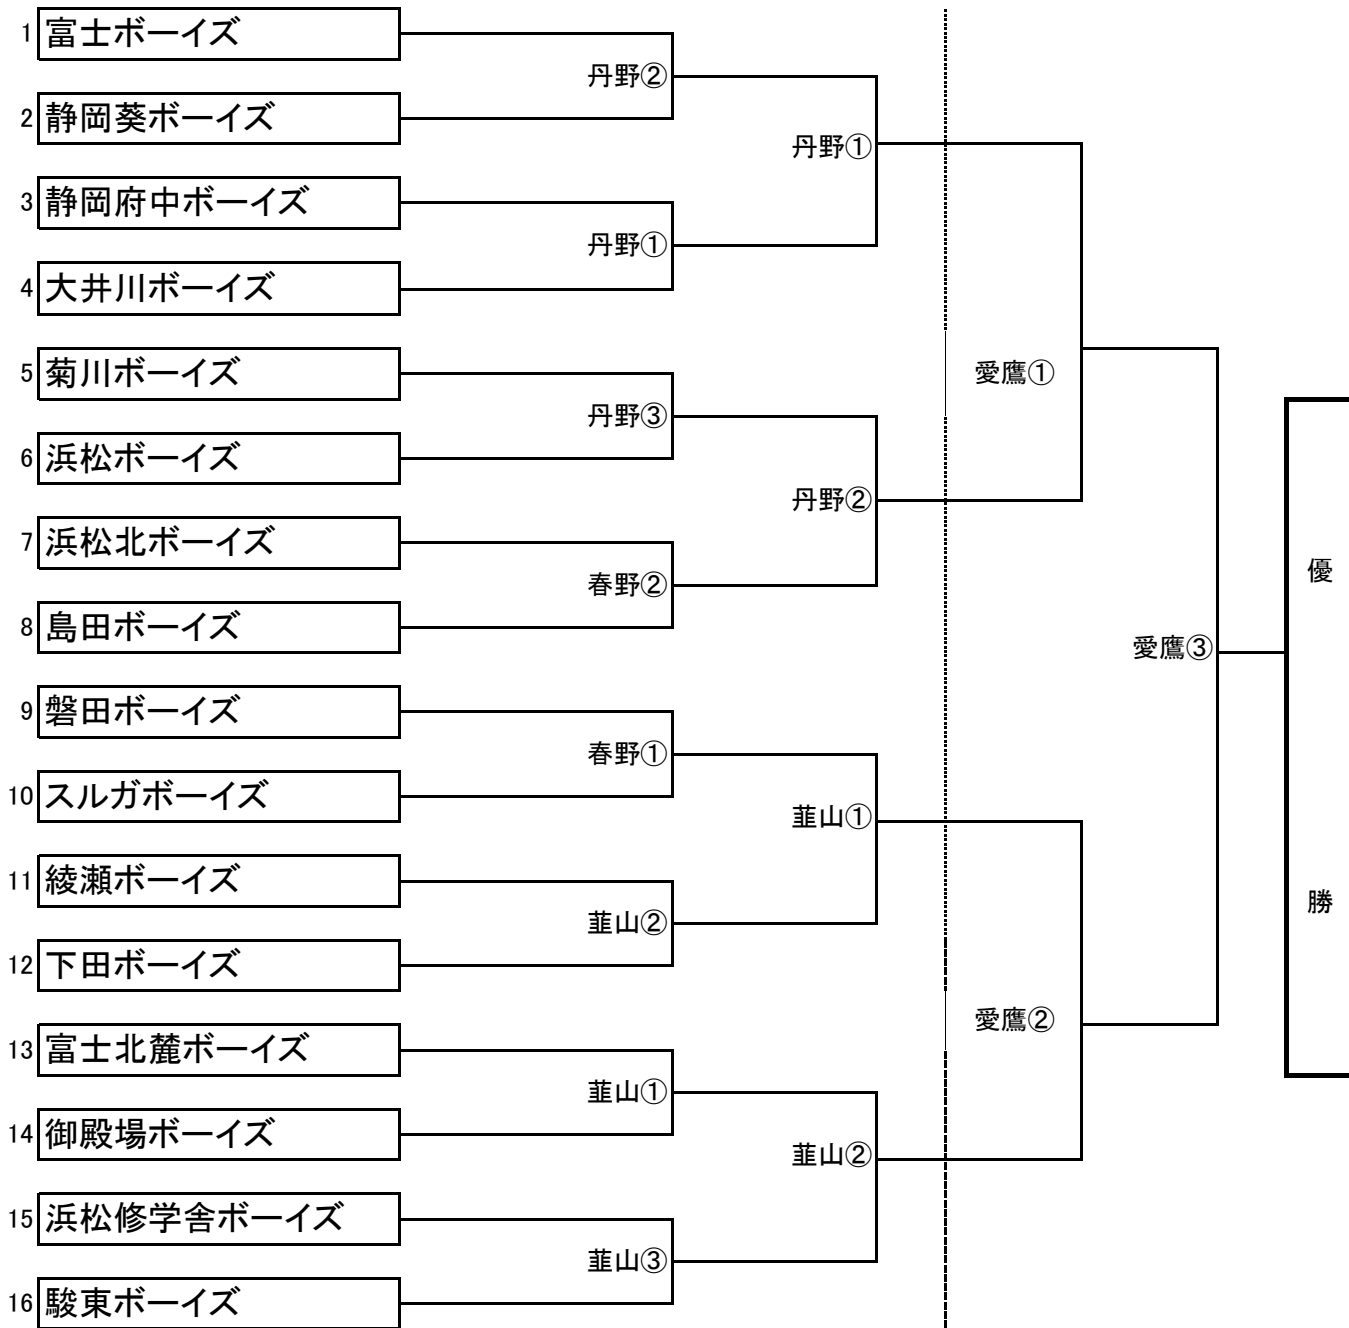 1 富士ボーイズ
丹野②
2 静岡葵ボーイズ
丹野①
3 静岡府中ボーイズ
丹野①
4 大井川ボーイズ
5 菊川ボーイズ
愛鷹①
丹野③
6 浜松ボーイズ
丹野②
7 浜松北ボーイズ
優
春野②
8 島田ボーイズ
愛鷹③
9 磐田ボーイズ
春野①
10 スルガボーイズ
韮山①
11 綾瀬ボーイズ
勝
韮山②
12 下田ボーイズ
愛鷹②
13 富士北麓ボーイズ
韮山①
14 御殿場ボーイズ
韮山②
15 浜松修学舎ボーイズ
韮山③
16 駿東ボーイズ